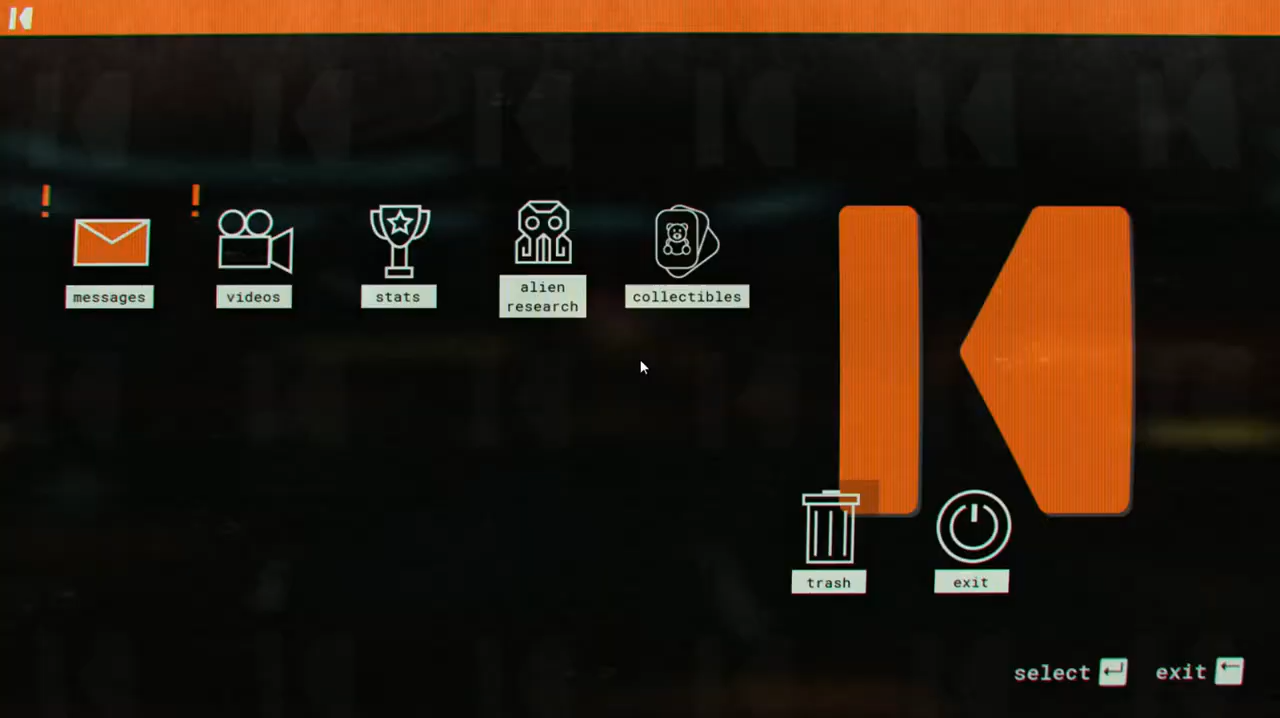 !
!
messages
videos
stats
alien
research
collectibles
trash
exit
select
exit